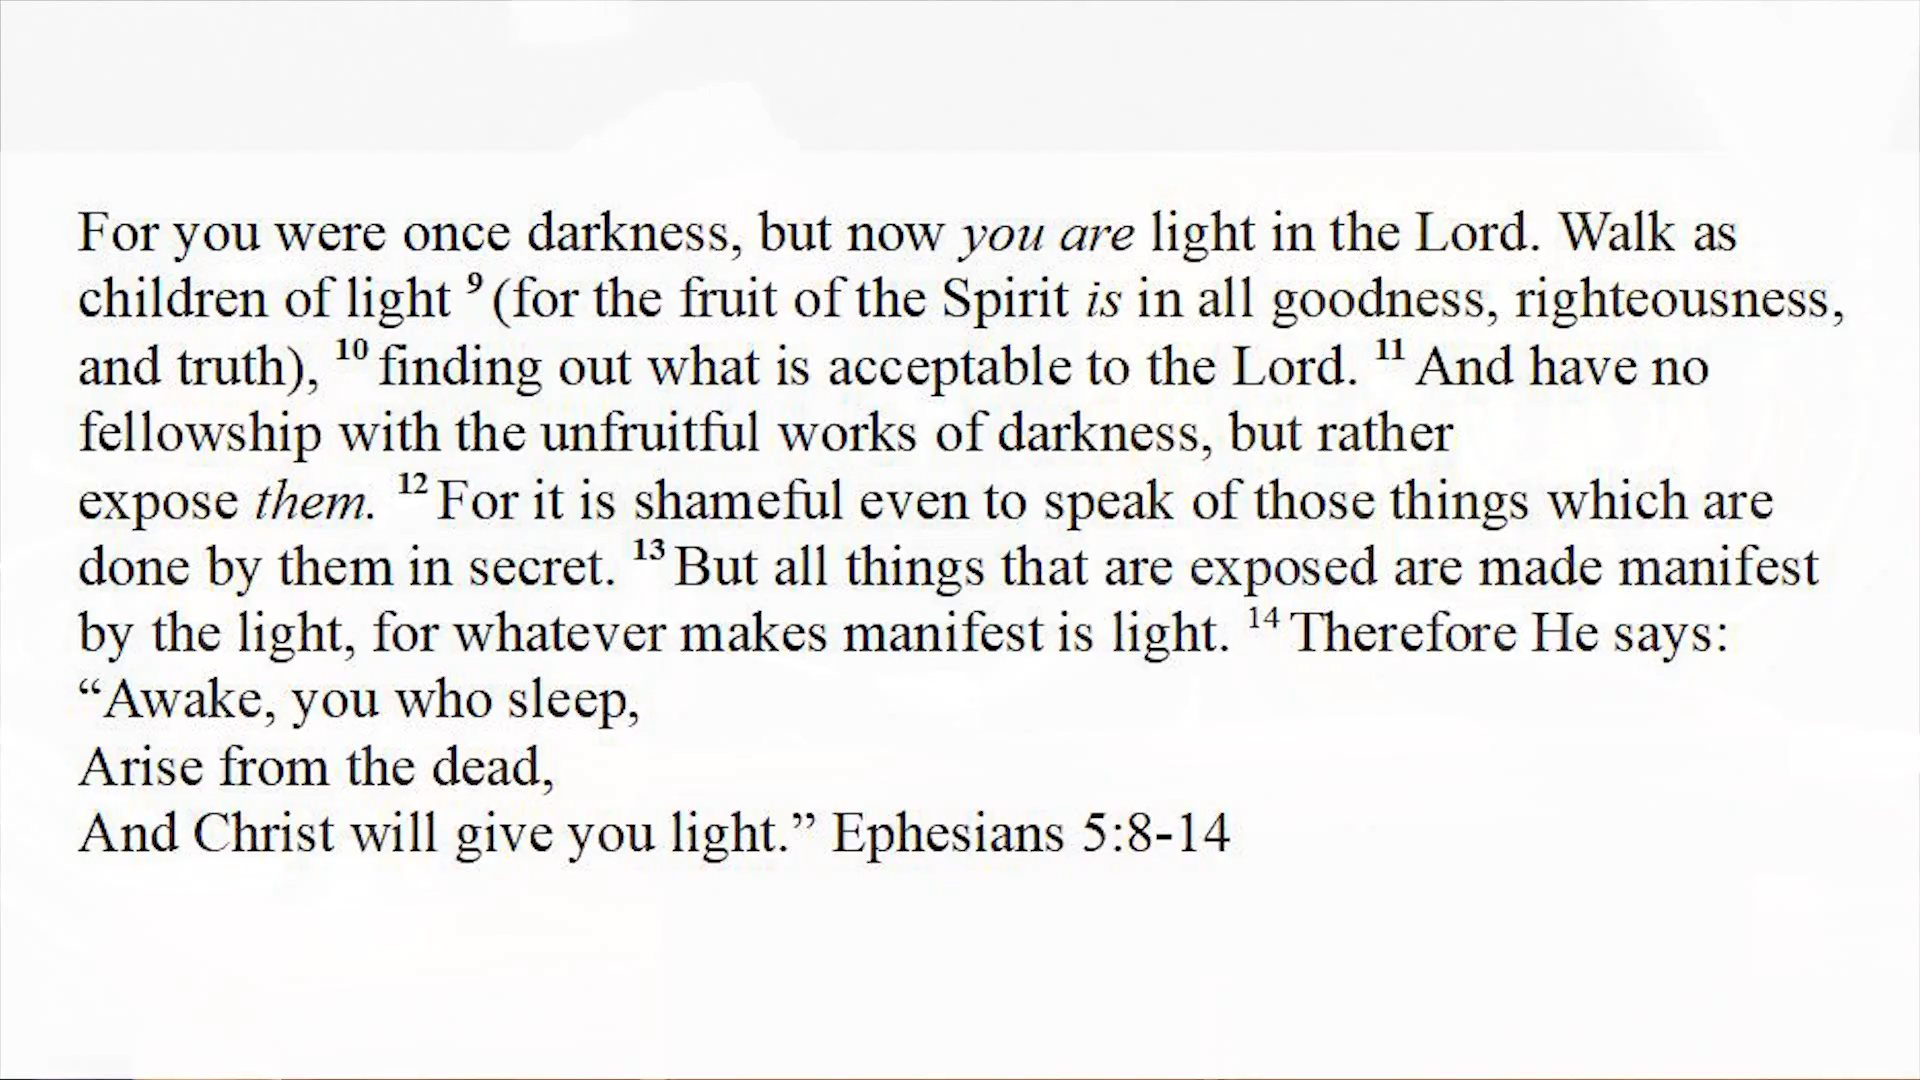 For you were once darkness, but now you are light in the Lord. Walk as
children of light ⁹ (for the fruit of the Spirit is in all goodness, righteousness,
and truth), ¹⁰ finding out what is acceptable to the Lord. ¹¹ And have no
fellowship with the unfruitful works of darkness, but rather
expose them. ¹² For it is shameful even to speak of those things which are
done by them in secret. ¹³ But all things that are exposed are made manifest
by the light, for whatever makes manifest is light. ¹⁴ Therefore He says:
“Awake, you who sleep,
Arise from the dead,
And Christ will give you light.” Ephesians 5:8-14